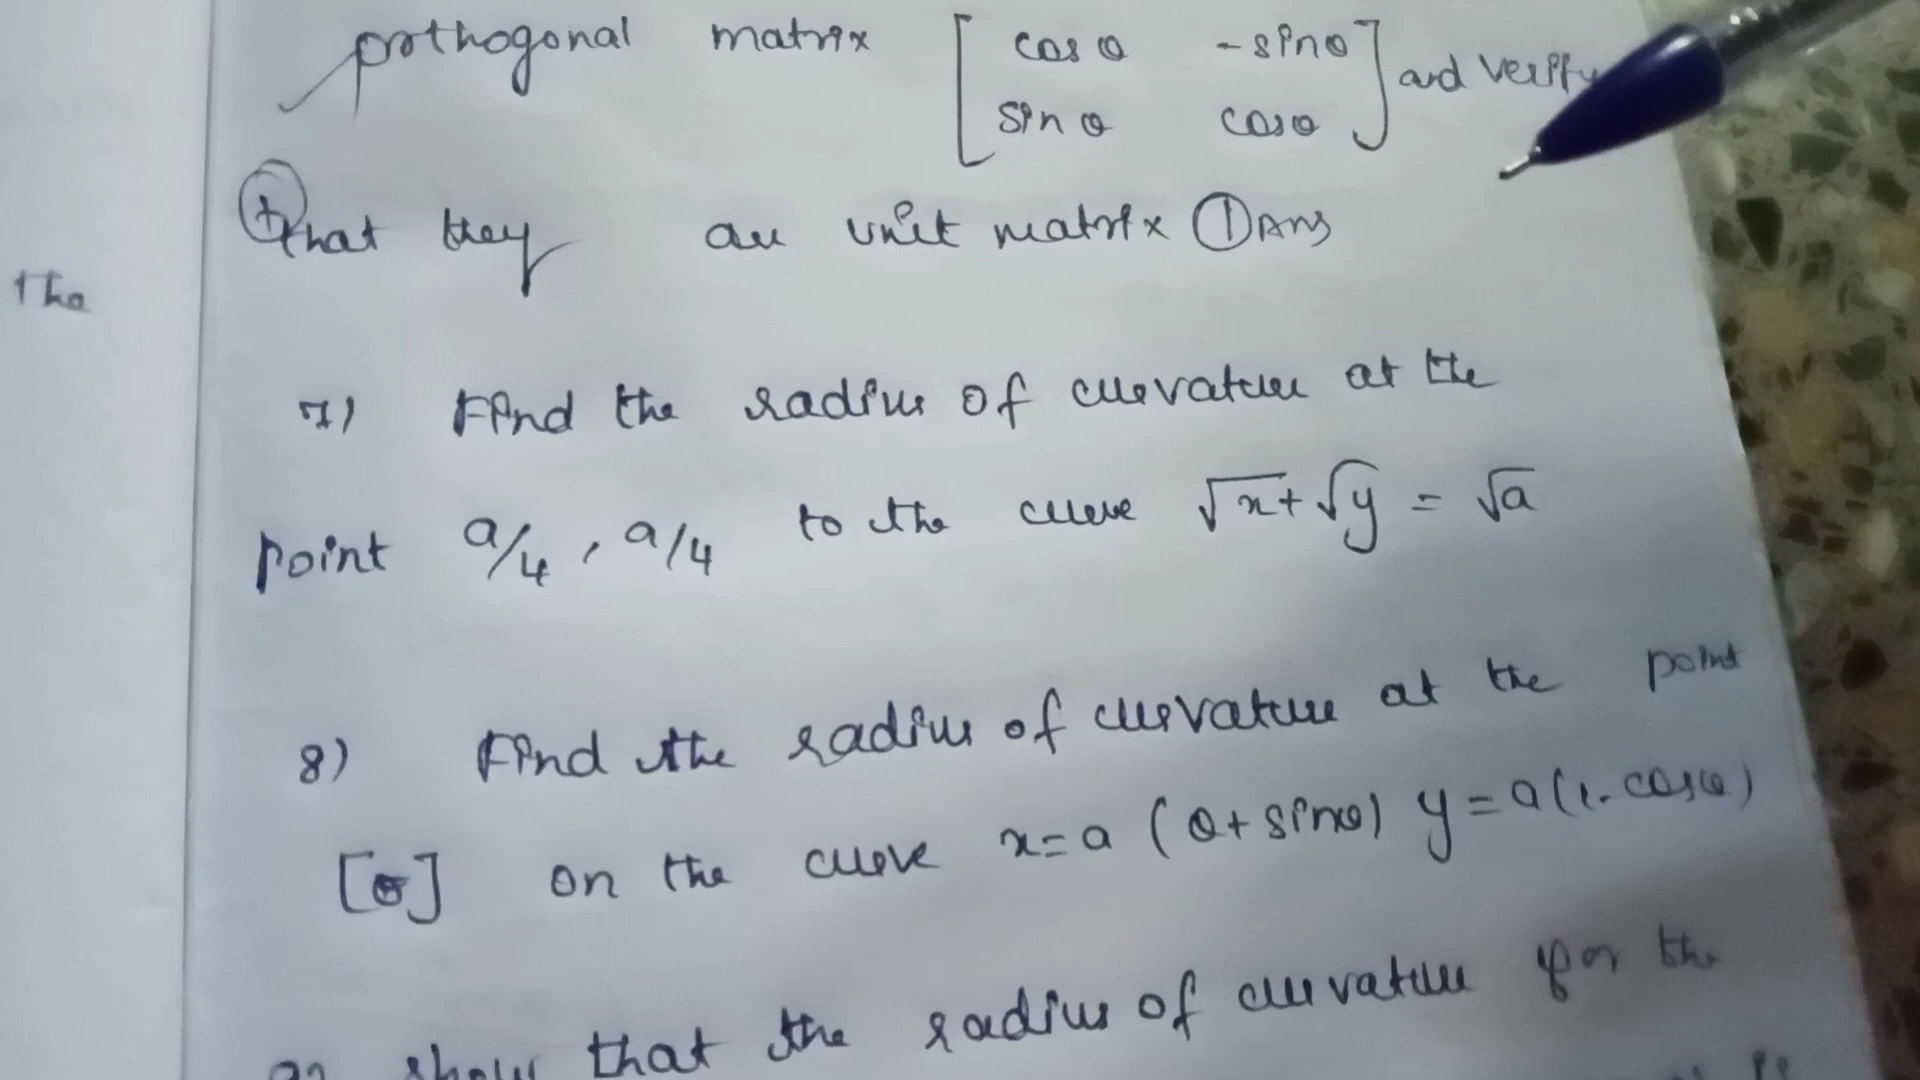 orthogonal matrix [cos θ -sin θ
sin θ cos θ] and verify
that they are unit matrix ① Ans
The
7) Find the radius of curvature at the
point a/4, a/4 to the curve √x + √y = √a
8) Find the radius of curvature at the point
[θ] on the curve x = a (θ + sin θ) y = a (1 - cos θ)
show that the radius of curvature for the